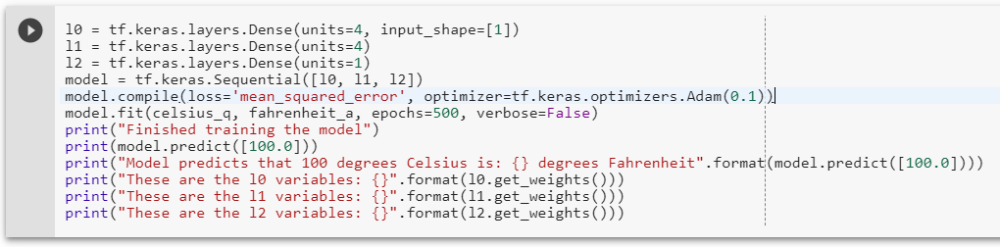 l0 = tf.keras.layers.Dense(units=4, input_shape=[1])
l1 = tf.keras.layers.Dense(units=4)
l2 = tf.keras.layers.Dense(units=1)
model = tf.keras.Sequential([l0, l1, l2])
model.compile(loss='mean_squared_error', optimizer=tf.keras.optimizers.Adam(0.1))
model.fit(celsius_q, fahrenheit_a, epochs=500, verbose=False)
print("Finished training the model")
print(model.predict([100.0]))
print("Model predicts that 100 degrees Celsius is: {} degrees Fahrenheit".format(model.predict([100.0])))
print("These are the l0 variables: {}".format(l0.get_weights()))
print("These are the l1 variables: {}".format(l1.get_weights()))
print("These are the l2 variables: {}".format(l2.get_weights()))